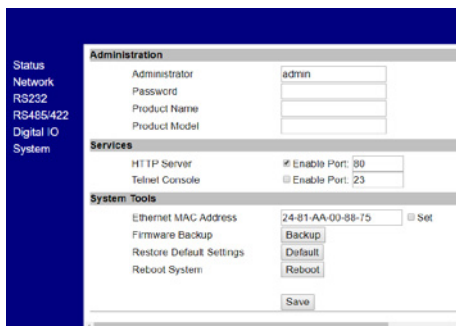 Status
Network
RS232
RS485/422
Digital IO
System
Administration
Administrator admin
Password
Product Name
Product Model
Services
HTTP Server Enable Port: 80
Telnet Console Enable Port: 23
System Tools
Ethernet MAC Address 24-81-AA-00-88-75 Set
Firmware Backup Backup
Restore Default Settings Default
Reboot System Reboot
Save